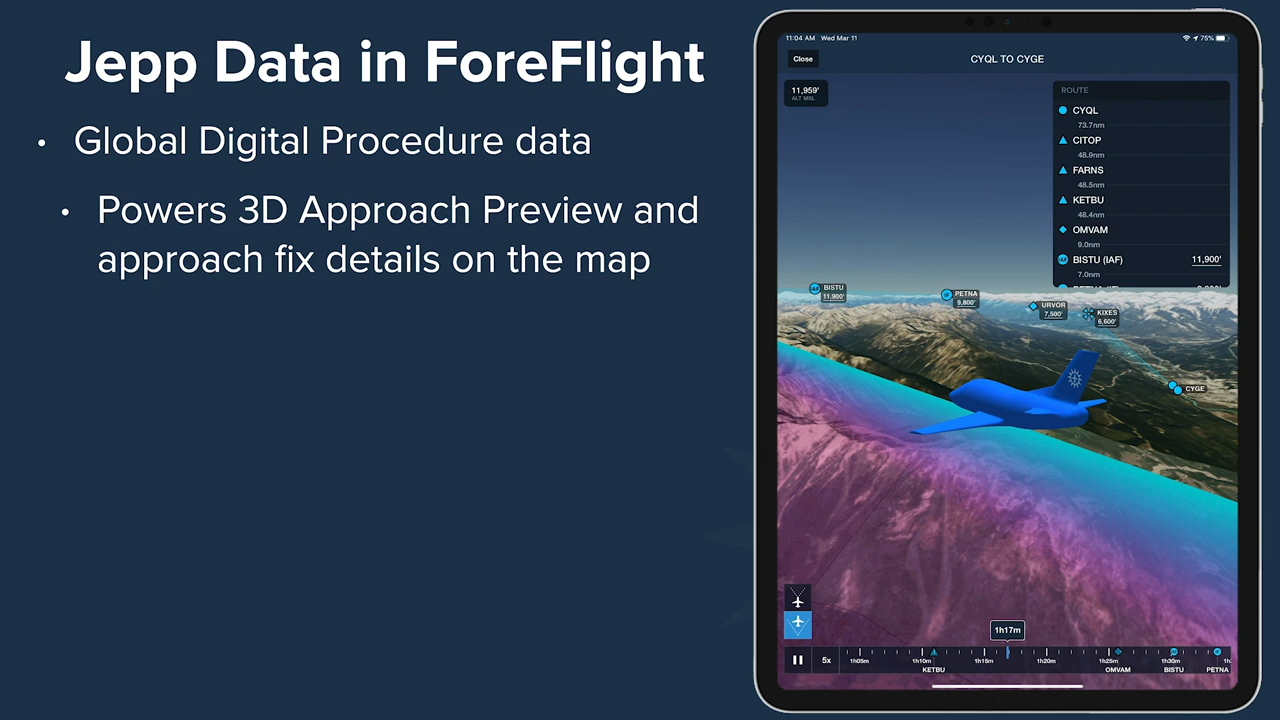 Jepp Data in ForeFlight
• Global Digital Procedure data
• Powers 3D Approach Preview and
approach fix details on the map
11:04 AM Wed Mar 11
75%
Close
CYQL TO CYGE
11,959'
ALT MSL
ROUTE
CYQL
73.7nm
CITOP
48.9nm
FARNS
48.5nm
KETBU
48.4nm
OMVAM
9.0nm
BISTU (IAF) 11,900'
7.0nm
BISTU
11,900'
PETNA
9,800'
URVOR
7,500'
KIXES
6,600'
CYGE
1h17m
5x
1h05m 1h10m 1h15m 1h20m 1h25m 1h30m
KETBU OMVAM BISTU PETNA